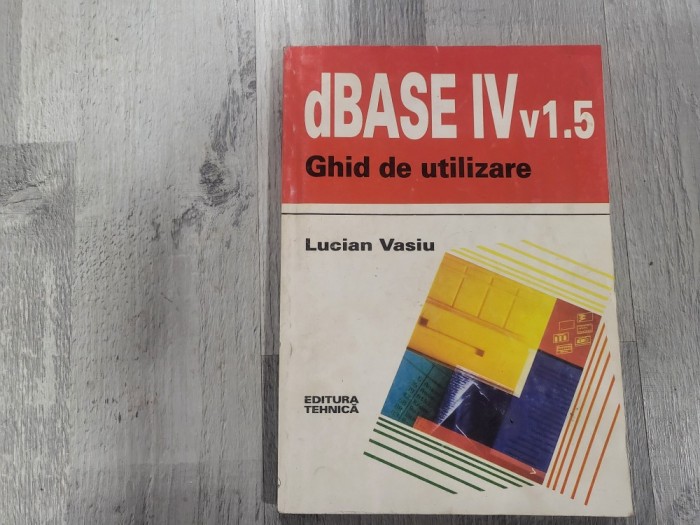 dBASE IV v1.5
Ghid de utilizare
Lucian Vasiu
EDITURA
TEHNICĂ